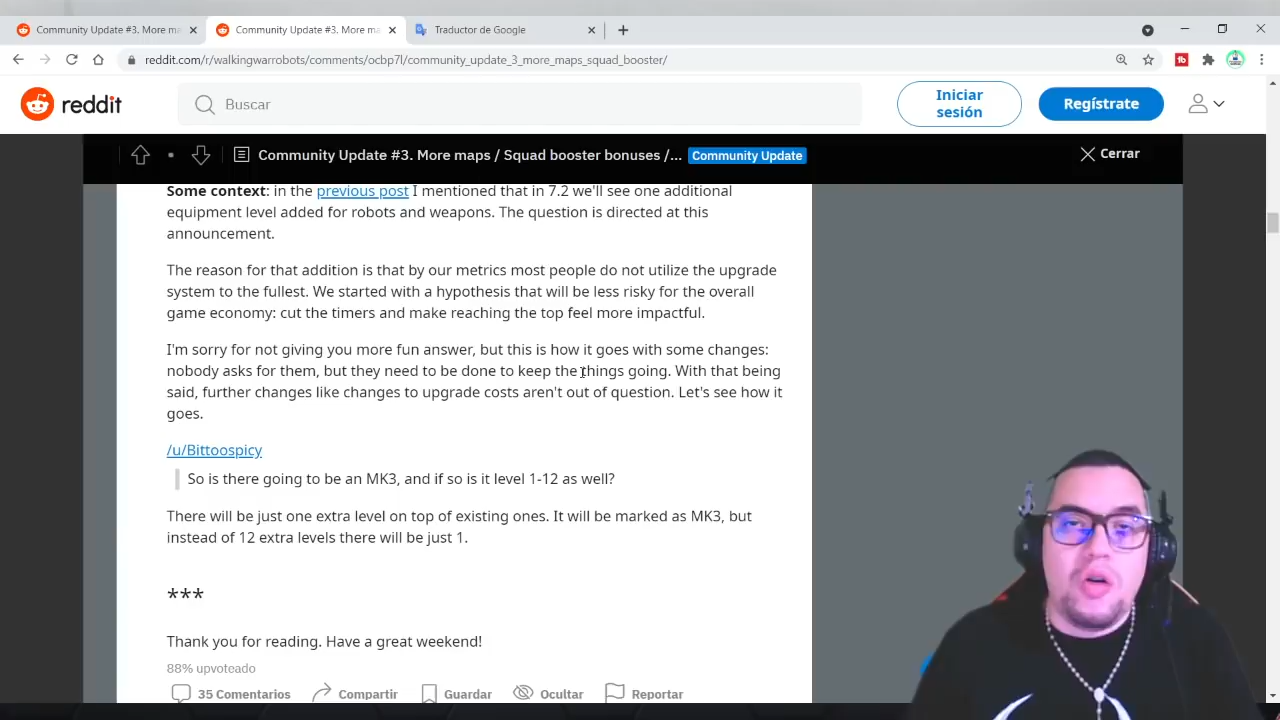 Community Update #3. More ma
Community Update #3. More ma
Traductor de Google
reddit.com/r/walkingwarrobots/comments/ocbp7l/community_update_3_more_maps_squad_booster/
reddit
Buscar
Iniciar
sesión
Regístrate
Community Update #3. More maps / Squad booster bonuses /...
Community Update
Cerrar
Some context: in the previous post I mentioned that in 7.2 we'll see one additional
equipment level added for robots and weapons. The question is directed at this
announcement.
The reason for that addition is that by our metrics most people do not utilize the upgrade
system to the fullest. We started with a hypothesis that will be less risky for the overall
game economy: cut the timers and make reaching the top feel more impactful.
I'm sorry for not giving you more fun answer, but this is how it goes with some changes:
nobody asks for them, but they need to be done to keep the things going. With that being
said, further changes like changes to upgrade costs aren't out of question. Let's see how it
goes.
/u/Bittoospicy
So is there going to be an MK3, and if so is it level 1-12 as well?
There will be just one extra level on top of existing ones. It will be marked as MK3, but
instead of 12 extra levels there will be just 1.
***
Thank you for reading. Have a great weekend!
88% upvoteado
35 Comentarios
Compartir
Guardar
Ocultar
Reportar